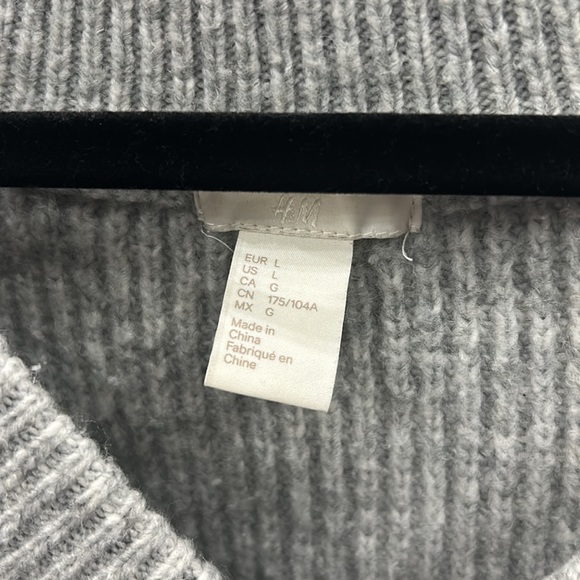 H&M
EUR L
US L
CA G
CN 175/104A
MX G
Made in
China
Fabriqué en
Chine